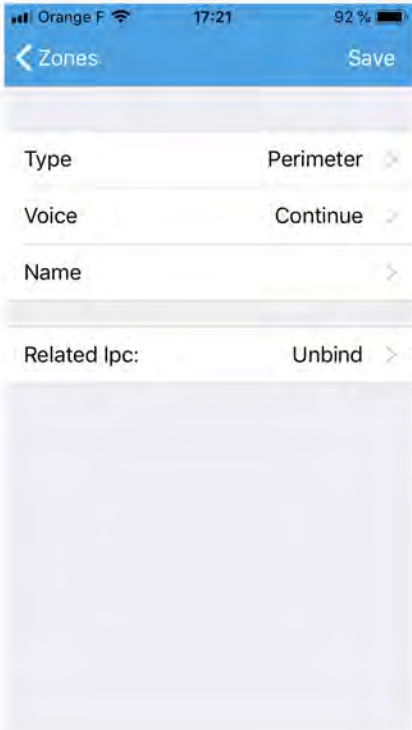 Orange F 17:21 92 %
Zones Save
Type Perimeter
Voice Continue
Name
Related Ipc: Unbind